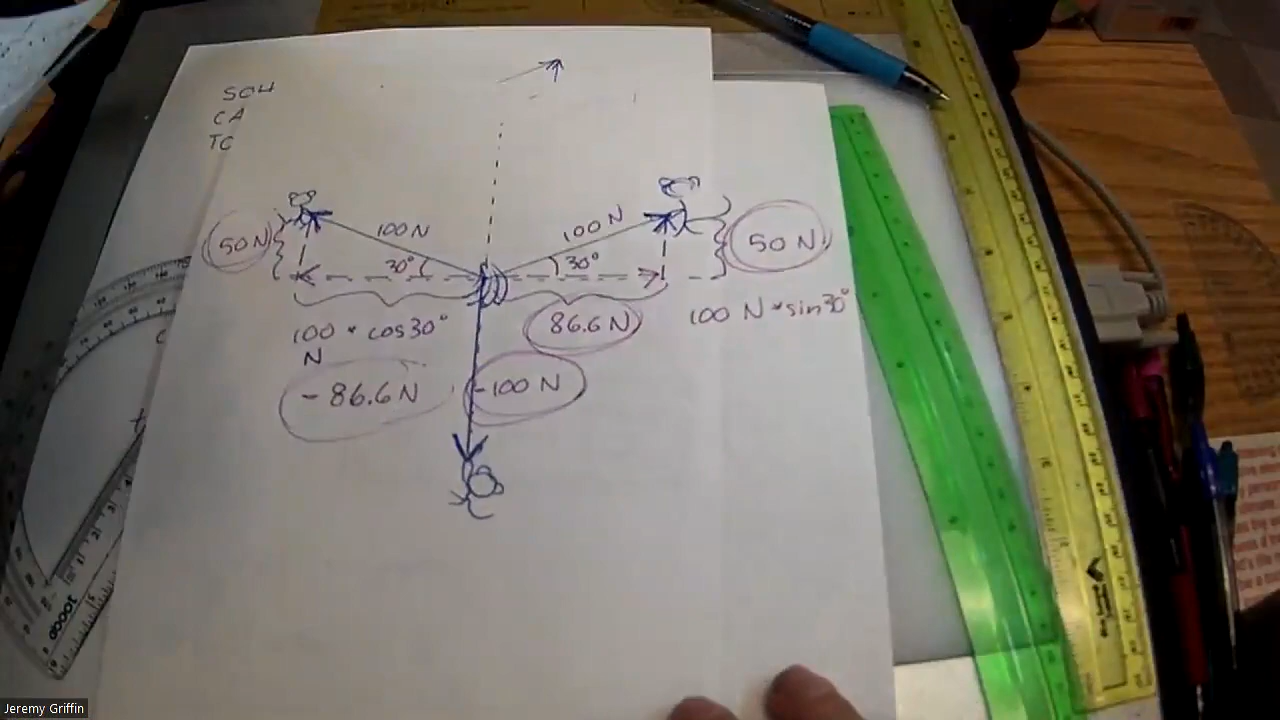 SOH
CA
TC
100 N
100 N
50 N
30°
30°
50 N
100 * cos30°
N
86.6 N
100 N * sin30°
- 86.6 N
-100 N
Jeremy Griffin